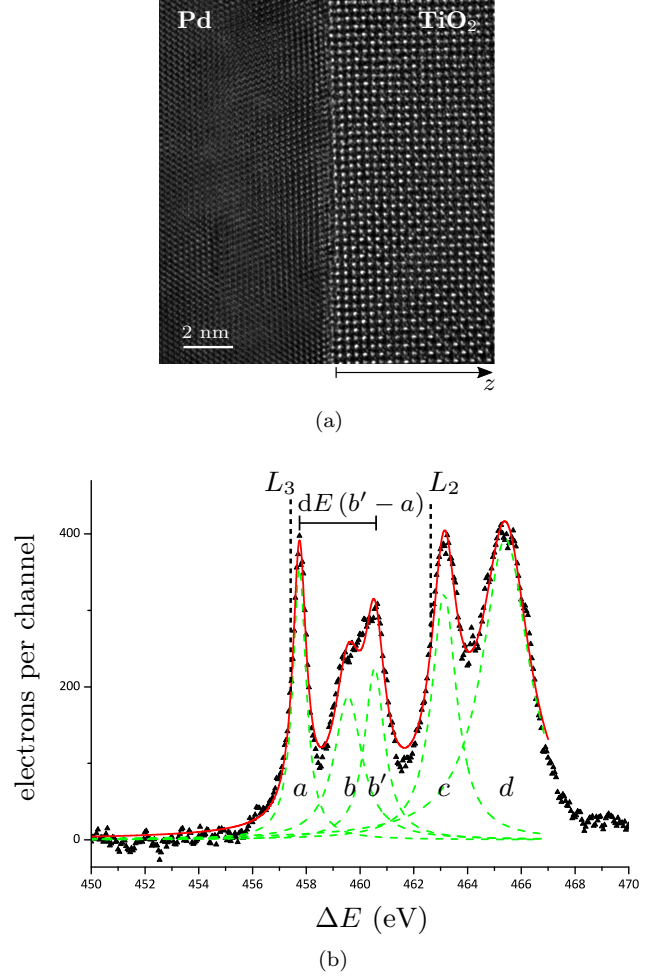 Pd TiO₂
2 nm
z
(a)
L₃ dE (b′ − a) L₂
electrons per channel
400
200
0
a b b′ c d
450 452 454 456 458 460 462 464 466 468 470
ΔE (eV)
(b)